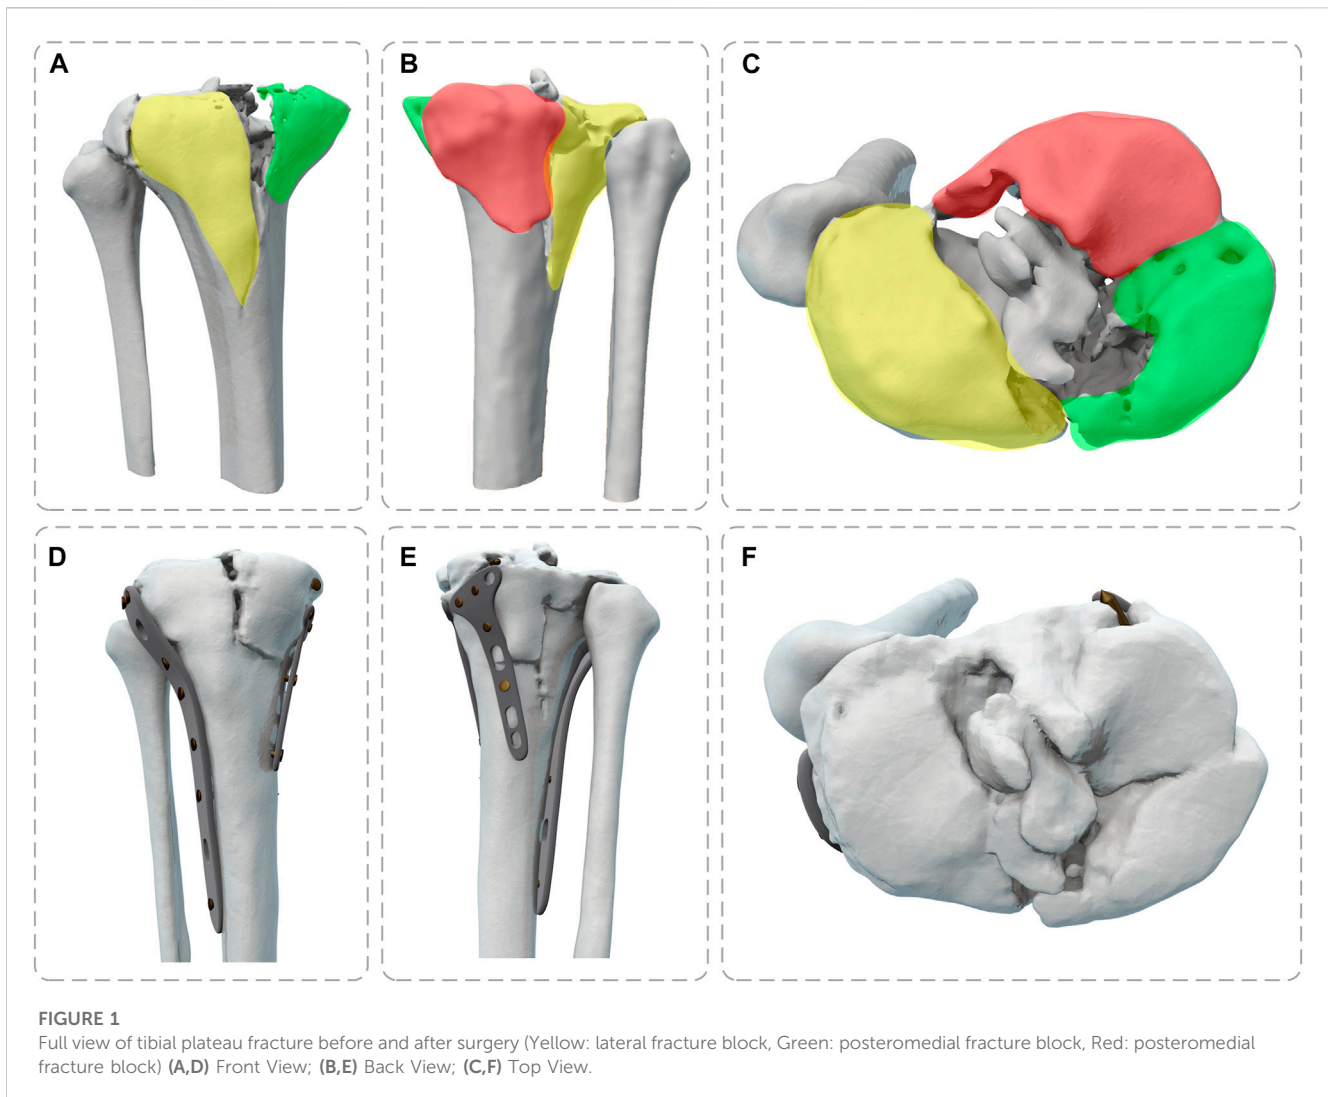 A
B
C
D
E
F
FIGURE 1
Full view of tibial plateau fracture before and after surgery (Yellow: lateral fracture block, Green: posteromedial fracture block, Red: posteromedial
fracture block) (A,D) Front View; (B,E) Back View; (C,F) Top View.